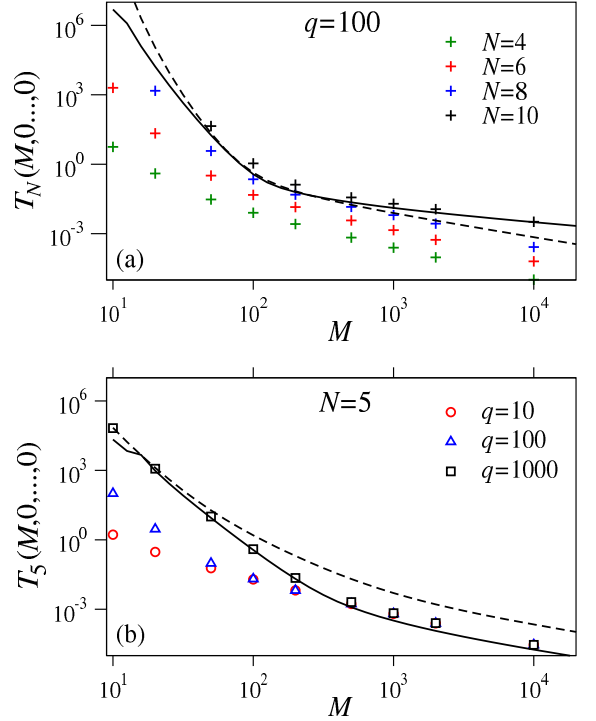 10^6
q=100
N=4
N=6
10^3
N=8
N=10
10^0
T_N(M,0...,0)
10^-3
(a)
10^1 10^2 10^3 10^4
M
10^6
N=5
q=10
q=100
10^3
q=1000
10^0
T_5(M,0,...,0)
10^-3
(b)
10^1 10^2 10^3 10^4
M